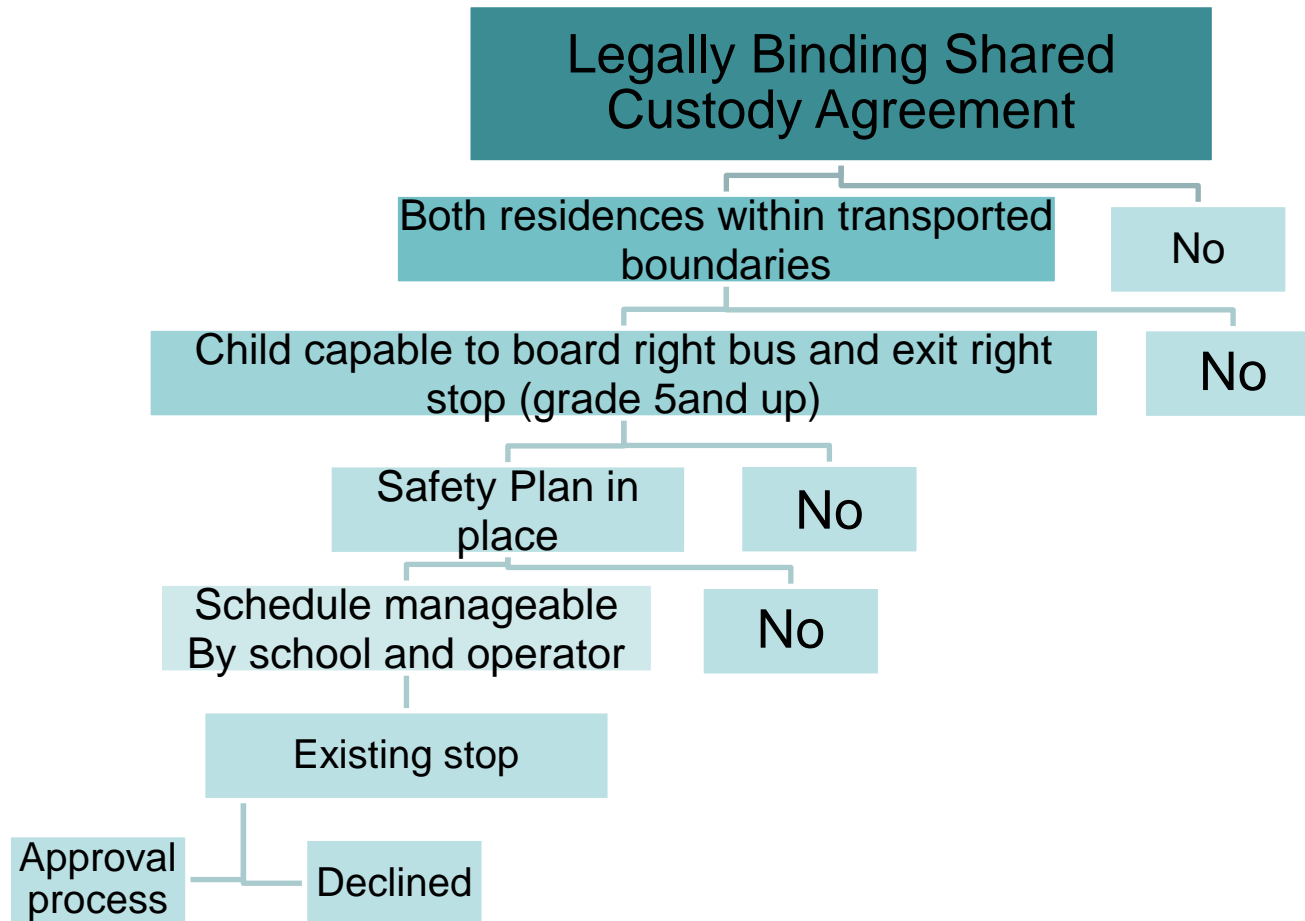 Legally Binding Shared
Custody Agreement
Both residences within transported
boundaries
No
Child capable to board right bus and exit right
stop (grade 5and up)
No
Safety Plan in
place
No
Schedule manageable
By school and operator
No
Existing stop
Approval
process
Declined